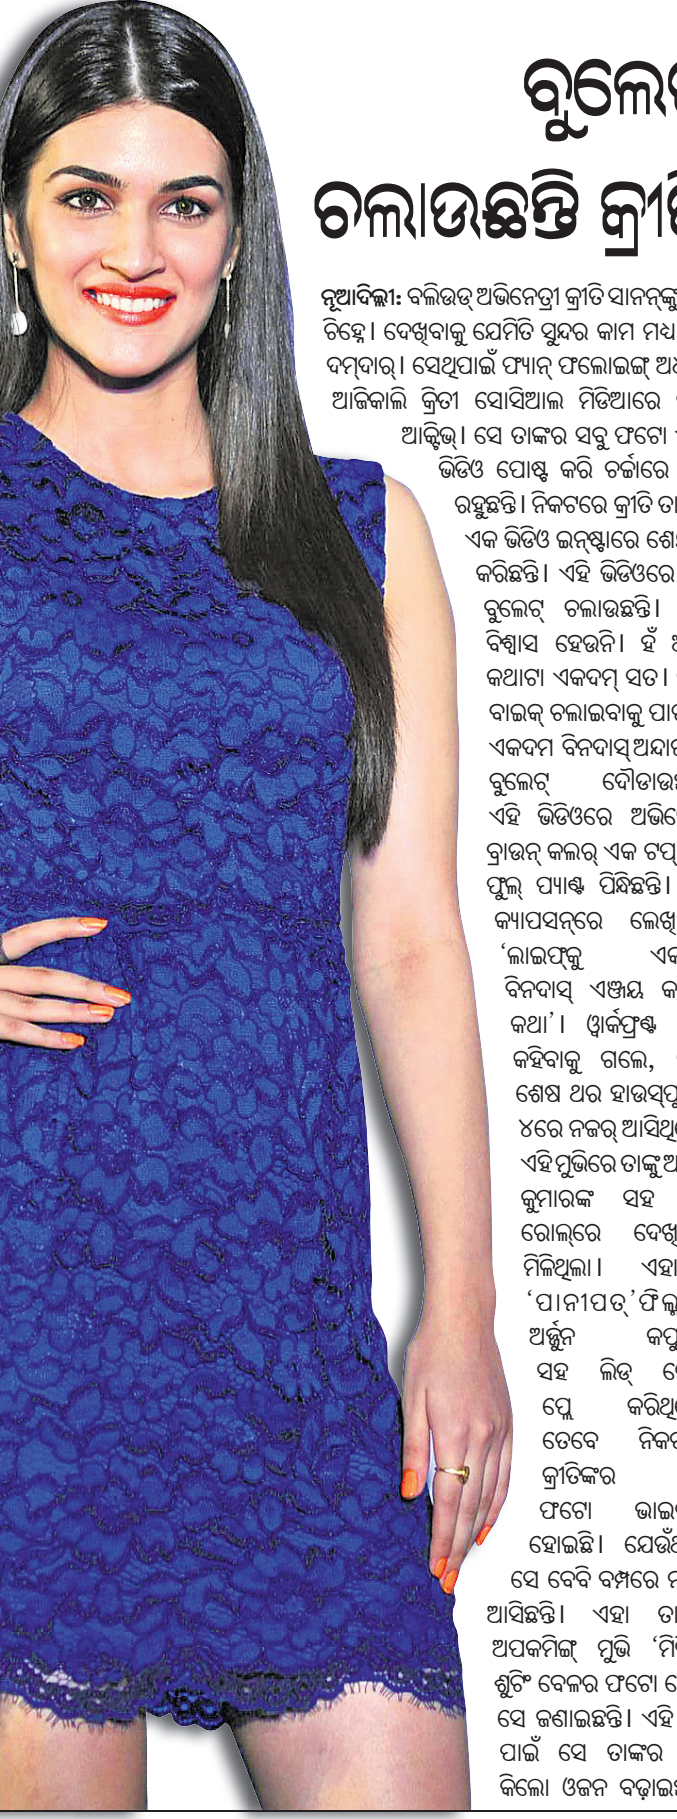 ବୁଲେ
ଚଲାଉଛନ୍ତି କ୍ରୀ
ନୂଆଦିଲ୍ଲୀ: ବଲିଉଡ୍ ଅଭିନେତ୍ରୀ କ୍ରୀତି ସାନନ୍‌ଙ୍କୁ
ଚିହ୍ନେ। ଦେଖିବାକୁ ଯେମିତି ସୁନ୍ଦର କାମ ମଧ୍ୟ
ଦମ୍‌ଦାର୍। ସେଥିପାଇଁ ଫ୍ୟାନ୍ ଫଲୋଇଙ୍ଗ୍
ଆଜିକାଲି କ୍ରିତୀ ସୋସିଆଲ ମିଡିଆରେ
ଆକ୍ଟିଭ୍। ସେ ତାଙ୍କର ସବୁ ଫଟୋ
ଭିଡିଓ ପୋଷ୍ଟ କରି ଚର୍ଚ୍ଚାରେ
ରହୁଛନ୍ତି। ନିକଟରେ କ୍ରୀତି
ଏକ ଭିଡିଓ ଇନ୍‌ଷ୍ଟାରେ
କରିଛନ୍ତି। ଏହି ଭିଡିଓରେ
ବୁଲେଟ୍ ଚଲାଉଛନ୍ତି।
ବିଶ୍ୱାସ ହେଉନି। ହଁ
କଥାଟା ଏକଦମ୍ ସତ।
ବାଇକ୍ ଚଲାଇବାକୁ
ଏକଦମ ବିନଦାସ୍
ବୁଲେଟ୍ ଦୌଡାଉ
ଏହି ଭିଡିଓରେ ଅଭି
ବ୍ରାଉନ୍ କଲର୍ ଏକ ଟପ୍
ଫୁଲ୍ ପ୍ୟାଣ୍ଟ ପିନ୍ଧିଛନ୍ତି।
କ୍ୟାପସନ୍‌ରେ ଲେଖି
‘ଲାଇଫ୍‌କୁ ଏକ
ବିନଦାସ୍ ଏଞ୍ଜୟ କ
କଥା’। ୱାର୍କଫ୍ରଣ୍ଟ
କହିବାକୁ ଗଲେ,
ଶେଷ ଥର ହାଉସ୍‌ଫୁ
୪ରେ ନଜର୍ ଆସିଥି
ଏହି ମୁଭିରେ ତାଙ୍କୁ
କୁମାରଙ୍କ ସହ
ରୋଲ୍‌ରେ ଦେଖି
ମିଳିଥିଲା। ଏହା
‘ପାନୀପତ୍’ ଫିଲ୍ମ
ଅର୍ଜ୍ଜୁନ କପୁ
ସହ ଲିଡ୍
ପ୍ଲେ କରିଥି
ତେବେ ନିକ
କ୍ରୀତିଙ୍କର
ଫଟୋ ଭାଇ
ହୋଇଛି। ଯେଉଁ
ସେ ବେବି ବମ୍ପରେ
ଆସିଛନ୍ତି। ଏହା ତା
ଅପକମିଙ୍ଗ୍ ମୁଭି ‘ମି
ଶୁଟିଂ ବେଳର ଫଟୋ
ସେ ଜଣାଇଛନ୍ତି। ଏହି
ପାଇଁ ସେ ତାଙ୍କର
କିଲୋ ଓଜନ ବଢ଼ାଇ